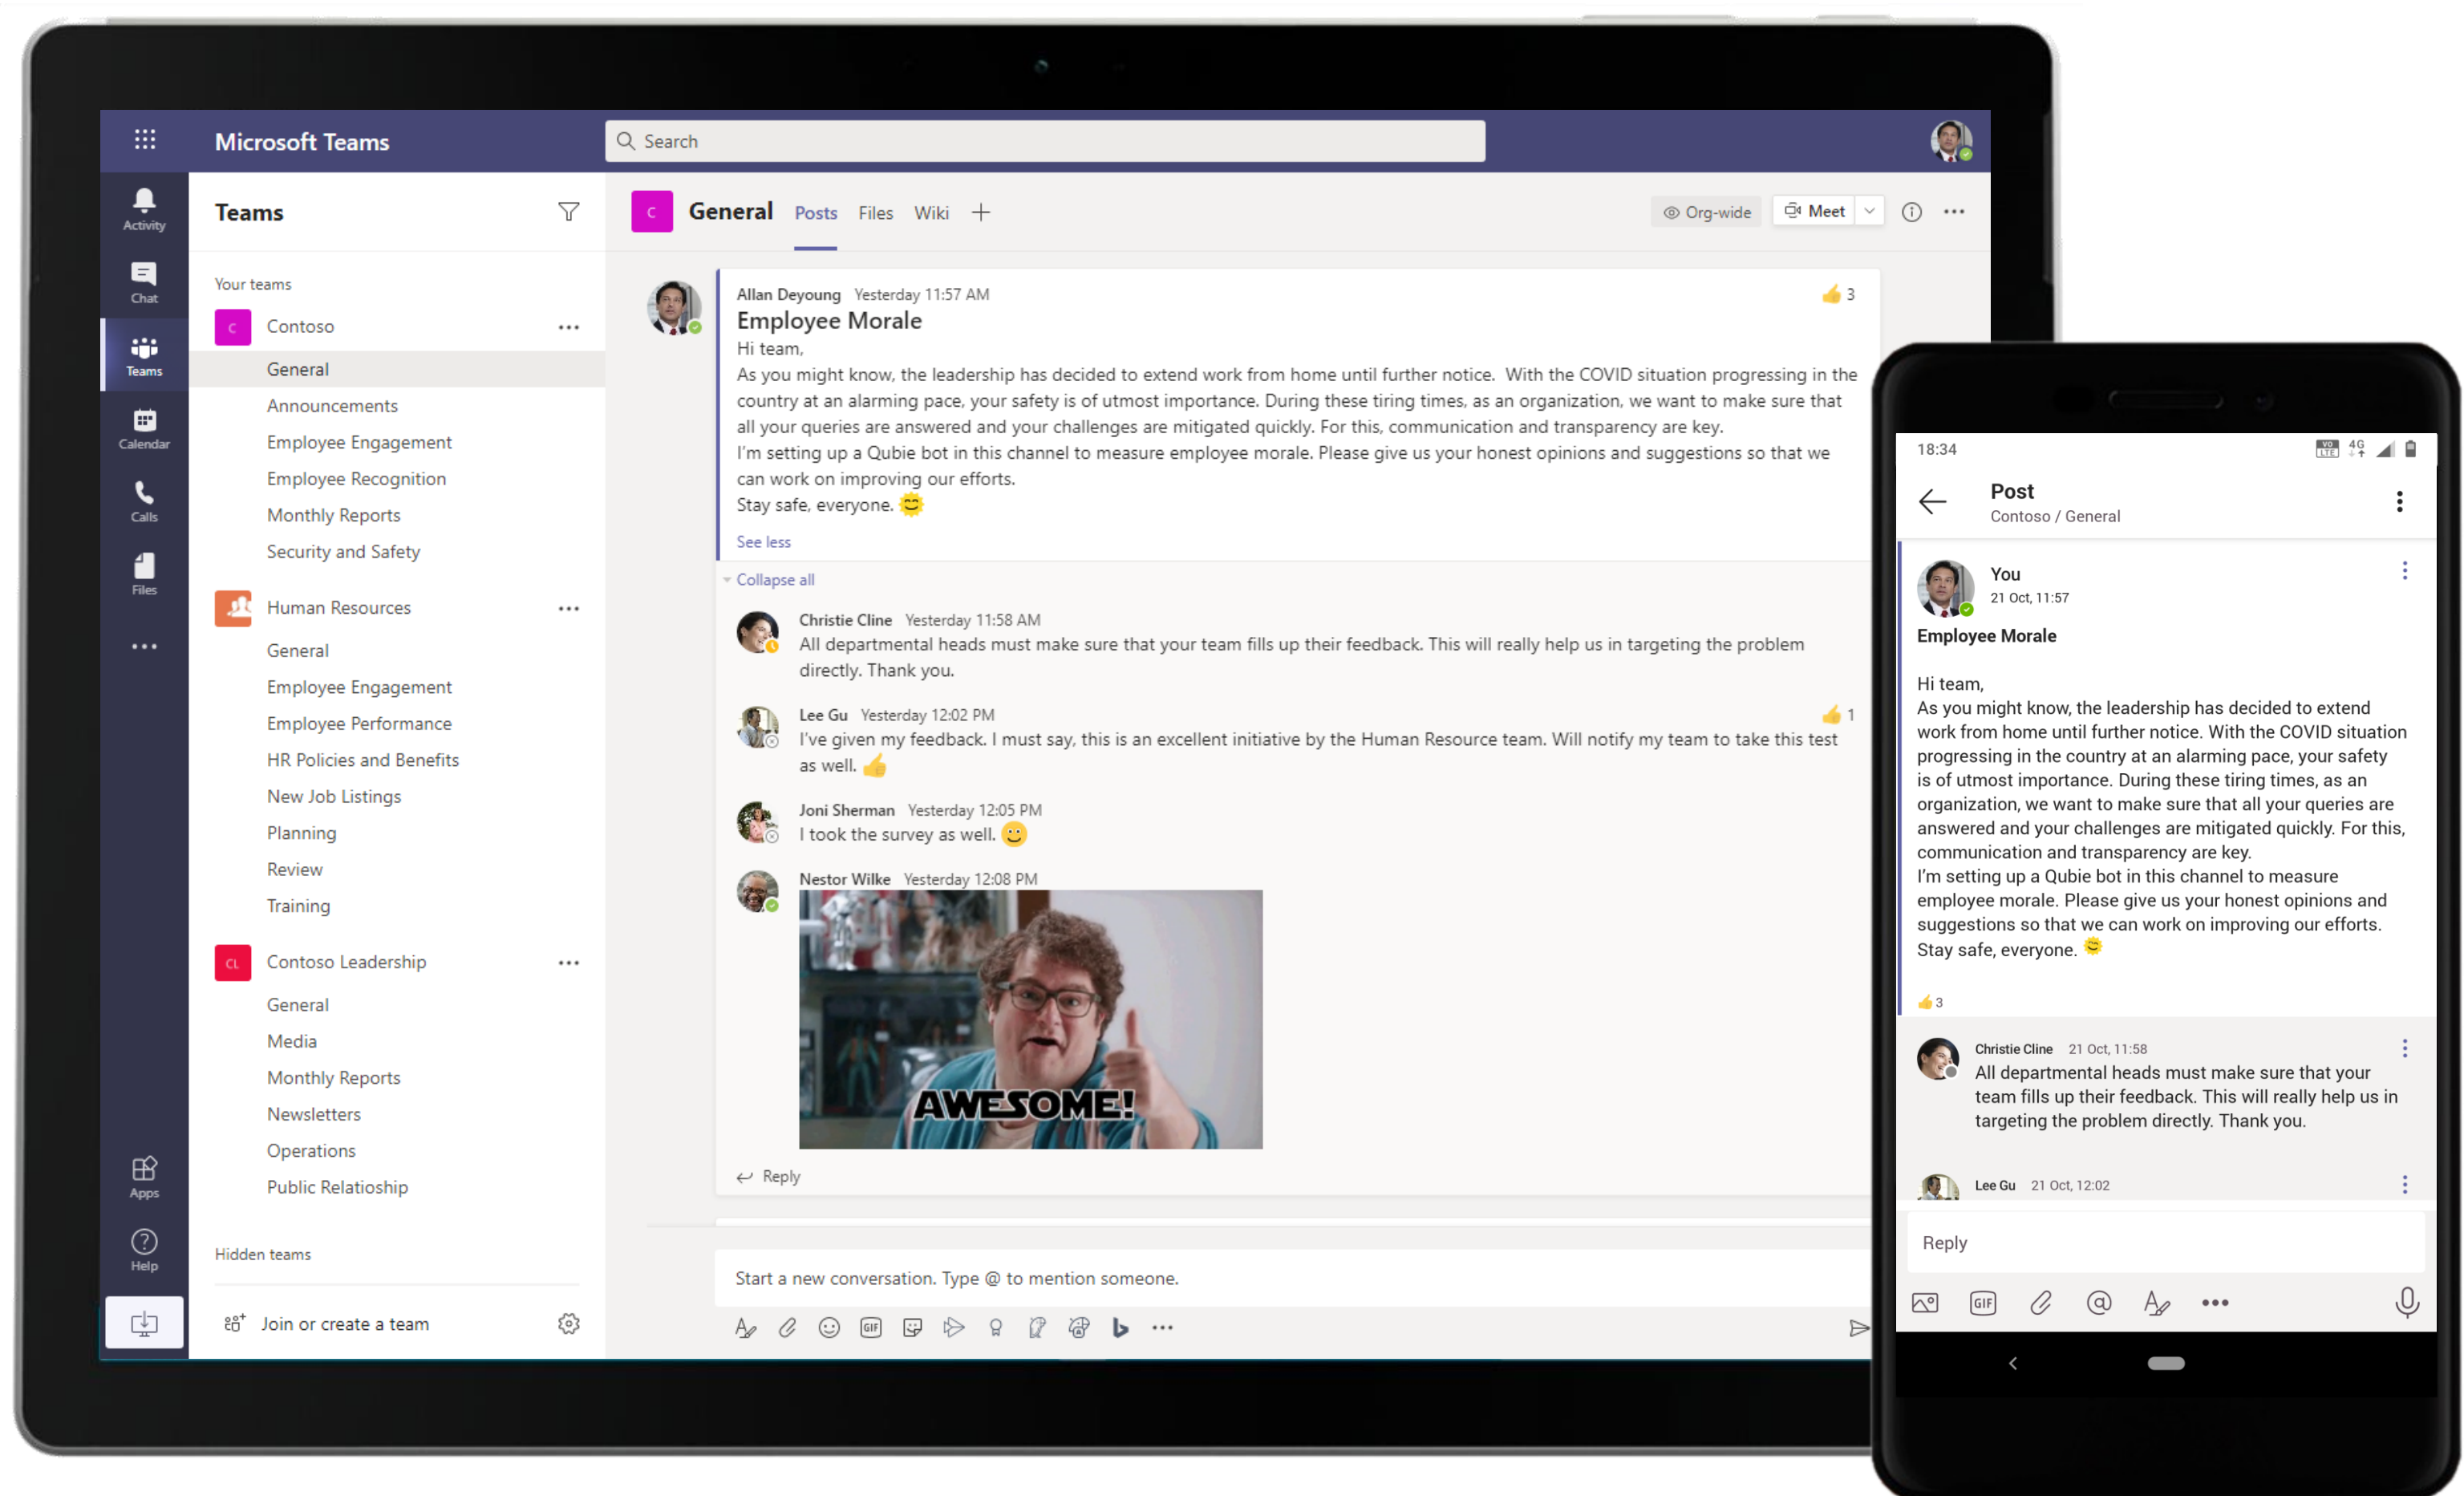 Microsoft Teams
Search
Activity
Chat
Teams
Calendar
Calls
Files
Apps
Help
Teams
Your teams
C
Contoso
General
Announcements
Employee Engagement
Employee Recognition
Monthly Reports
Security and Safety
Human Resources
General
Employee Engagement
Employee Performance
HR Policies and Benefits
New Job Listings
Planning
Review
Training
CL
Contoso Leadership
General
Media
Monthly Reports
Newsletters
Operations
Public Relatioship
Hidden teams
Join or create a team
C
General Posts Files Wiki
Org-wide Meet
Allan Deyoung Yesterday 11:57 AM 👍 3
Employee Morale
Hi team,
As you might know, the leadership has decided to extend work from home until further notice. With the COVID situation progressing in the
country at an alarming pace, your safety is of utmost importance. During these tiring times, as an organization, we want to make sure that
all your queries are answered and your challenges are mitigated quickly. For this, communication and transparency are key.
I'm setting up a Qubie bot in this channel to measure employee morale. Please give us your honest opinions and suggestions so that we
can work on improving our efforts.
Stay safe, everyone. 😊
See less
Collapse all
Christie Cline Yesterday 11:58 AM
All departmental heads must make sure that your team fills up their feedback. This will really help us in targeting the problem
directly. Thank you.
Lee Gu Yesterday 12:02 PM 👍 1
I've given my feedback. I must say, this is an excellent initiative by the Human Resource team. Will notify my team to take this test
as well. 👍
Joni Sherman Yesterday 12:05 PM
I took the survey as well. 🙂
Nestor Wilke Yesterday 12:08 PM
AWESOME!
Reply
Start a new conversation. Type @ to mention someone.
GIF
18:34 VO LTE 4G
Post
Contoso / General
You
21 Oct, 11:57
Employee Morale
Hi team,
As you might know, the leadership has decided to extend
work from home until further notice. With the COVID situation
progressing in the country at an alarming pace, your safety
is of utmost importance. During these tiring times, as an
organization, we want to make sure that all your queries are
answered and your challenges are mitigated quickly. For this,
communication and transparency are key.
I'm setting up a Qubie bot in this channel to measure
employee morale. Please give us your honest opinions and
suggestions so that we can work on improving our efforts.
Stay safe, everyone. 😊
👍 3
Christie Cline 21 Oct, 11:58
All departmental heads must make sure that your
team fills up their feedback. This will really help us in
targeting the problem directly. Thank you.
Lee Gu 21 Oct, 12:02
Reply
GIF @